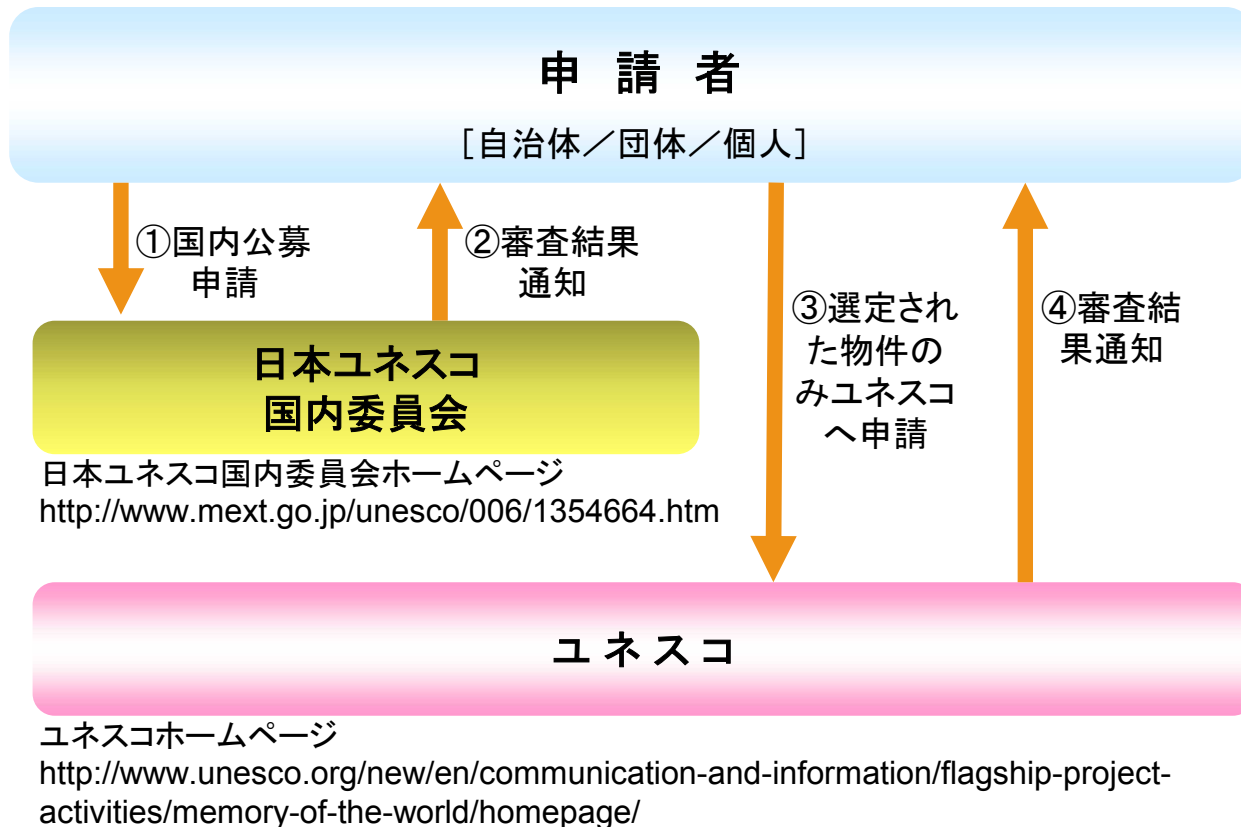 申 請 者
［自治体／団体／個人］
①国内公募
申請
②審査結果
通知
③選定され
た物件の
みユネスコ
へ申請
④審査結
果通知
日本ユネスコ
国内委員会
日本ユネスコ国内委員会ホームページ
http://www.mext.go.jp/unesco/006/1354664.htm
ユ ネ ス コ
ユネスコホームページ
http://www.unesco.org/new/en/communication-and-information/flagship-project-
activities/memory-of-the-world/homepage/